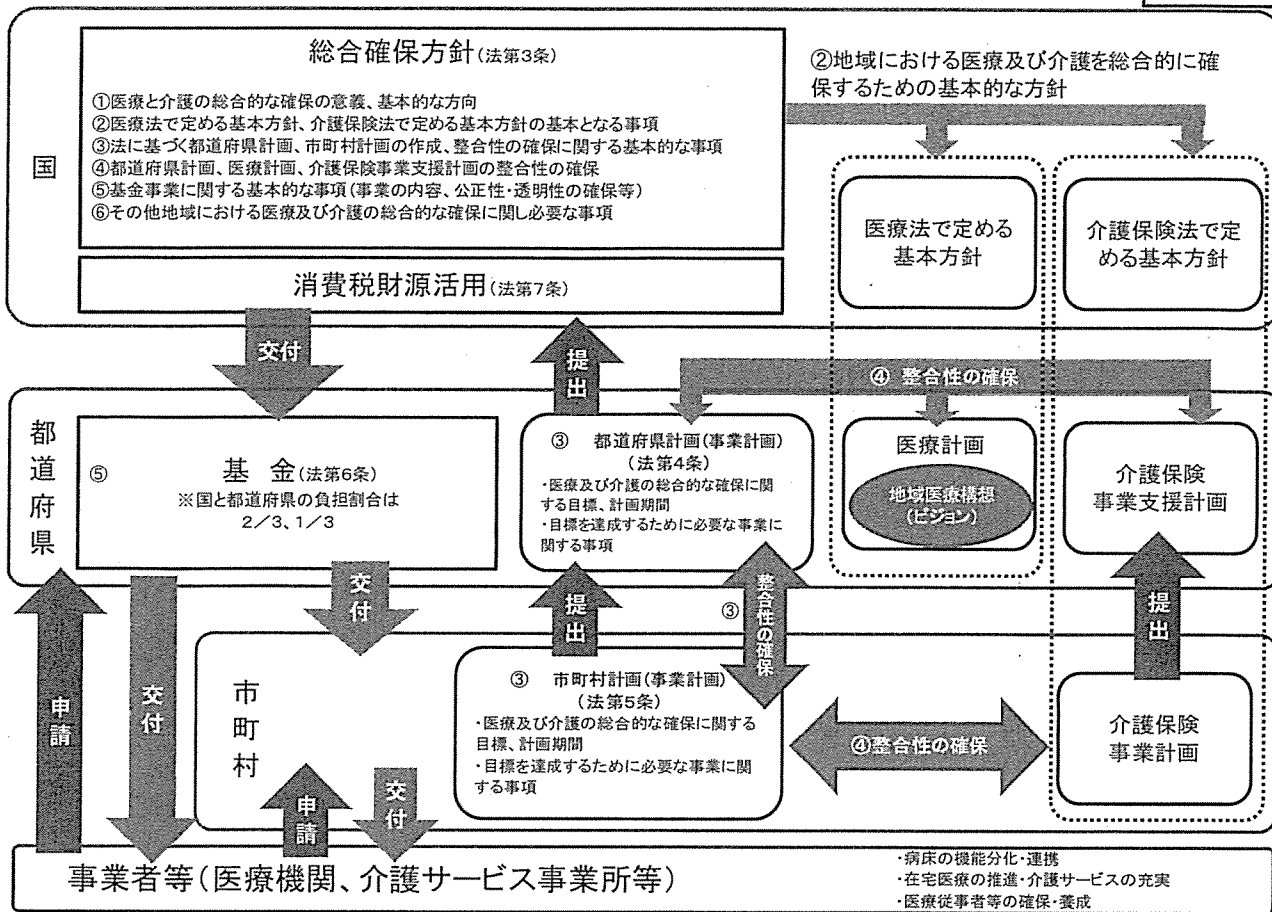 国
総合確保方針(法第3条)
①医療と介護の総合的な確保の意義、基本的な方向
②医療法で定める基本方針、介護保険法で定める基本方針の基本となる事項
③法に基づく都道府県計画、市町村計画の作成、整合性の確保に関する基本的な事項
④都道府県計画、医療計画、介護保険事業支援計画の整合性の確保
⑤基金事業に関する基本的な事項(事業の内容、公正性・透明性の確保等)
⑥その他地域における医療及び介護の総合的な確保に関し必要な事項
消費税財源活用(法第7条)
②地域における医療及び介護を総合的に確
保するための基本的な方針
医療法で定める
基本方針
介護保険法で定
める基本方針
交付
提出
④ 整合性の確保
都道府県
⑤
基 金(法第6条)
※国と都道府県の負担割合は
2/3、1/3
③ 都道府県計画(事業計画)
(法第4条)
・医療及び介護の総合的な確保に関
する目標、計画期間
・目標を達成するために必要な事業に
関する事項
医療計画
地域医療構想
(ビジョン)
介護保険
事業支援計画
申請
交付
交付
提出
③
整合性の確保
提出
市町村
③ 市町村計画(事業計画)
(法第5条)
・医療及び介護の総合的な確保に関する
目標、計画期間
・目標を達成するために必要な事業に関
する事項
④整合性の確保
介護保険
事業計画
申請
交付
事業者等(医療機関、介護サービス事業所等)
・病床の機能分化・連携
・在宅医療の推進・介護サービスの充実
・医療従事者等の確保・養成